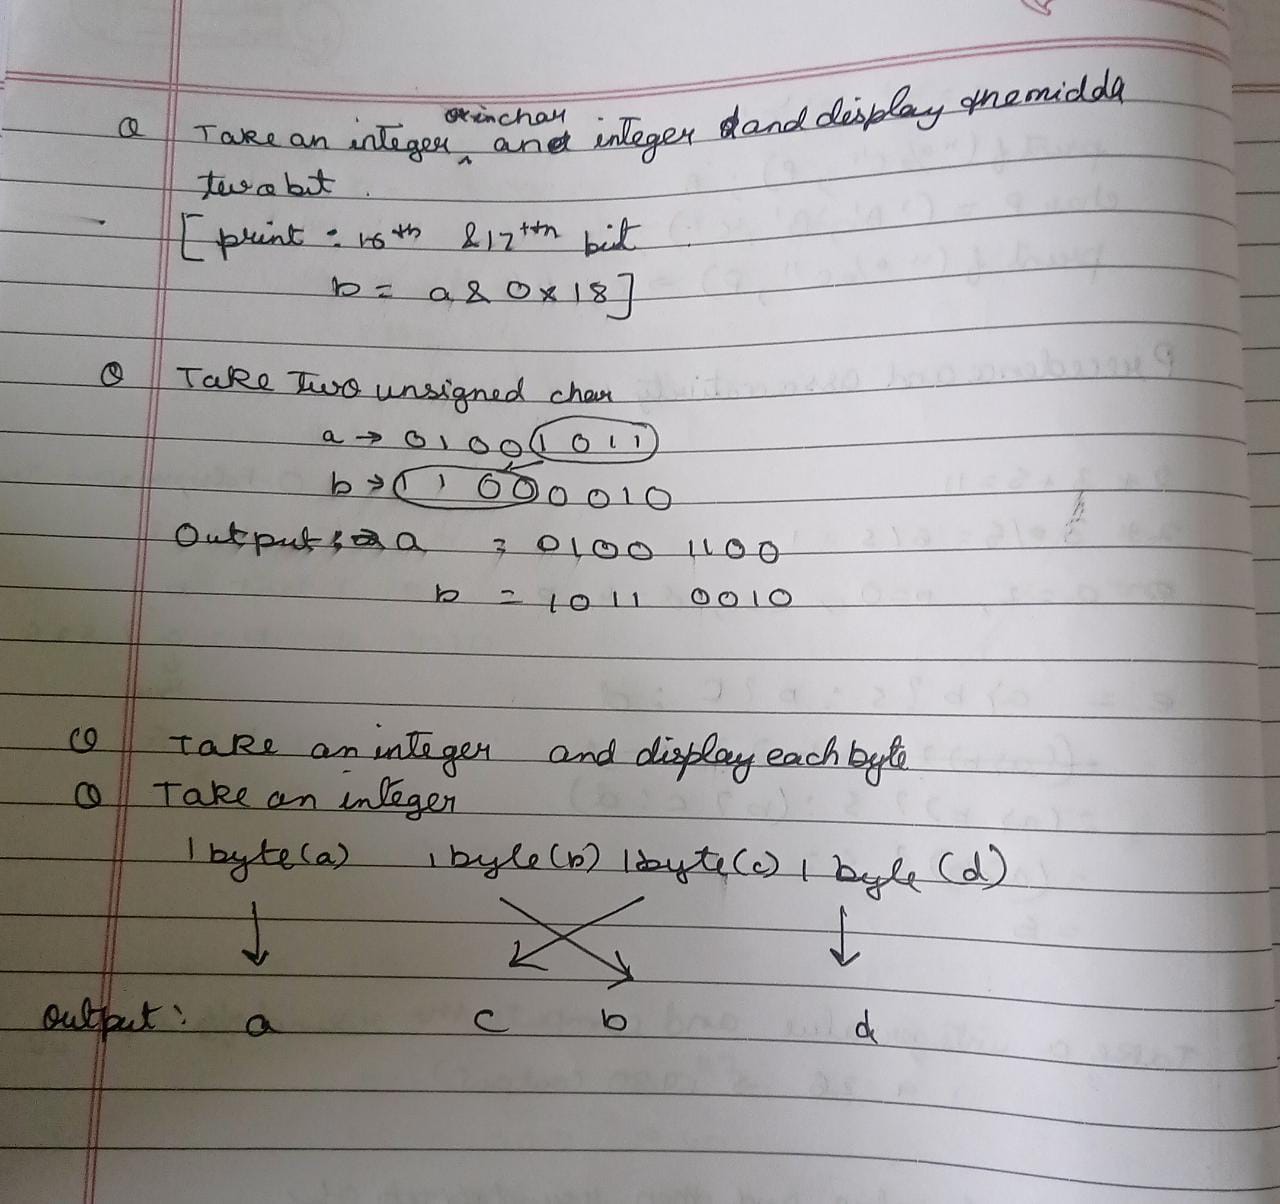 Q Take an integer or in char and integer and display the midda
two bit.
[print : 16th & 17th bit
b = a & 0x18]
Q Take Two unsigned char
a → 0100 1011
b → 1100 0010
Output : a = 0100 1100
b = 1011 0010
Q Take an integer and display each byte
Q Take an integer
1 byte(a) 1 byte(b) 1 byte(c) 1 byte (d)
output : a c b d